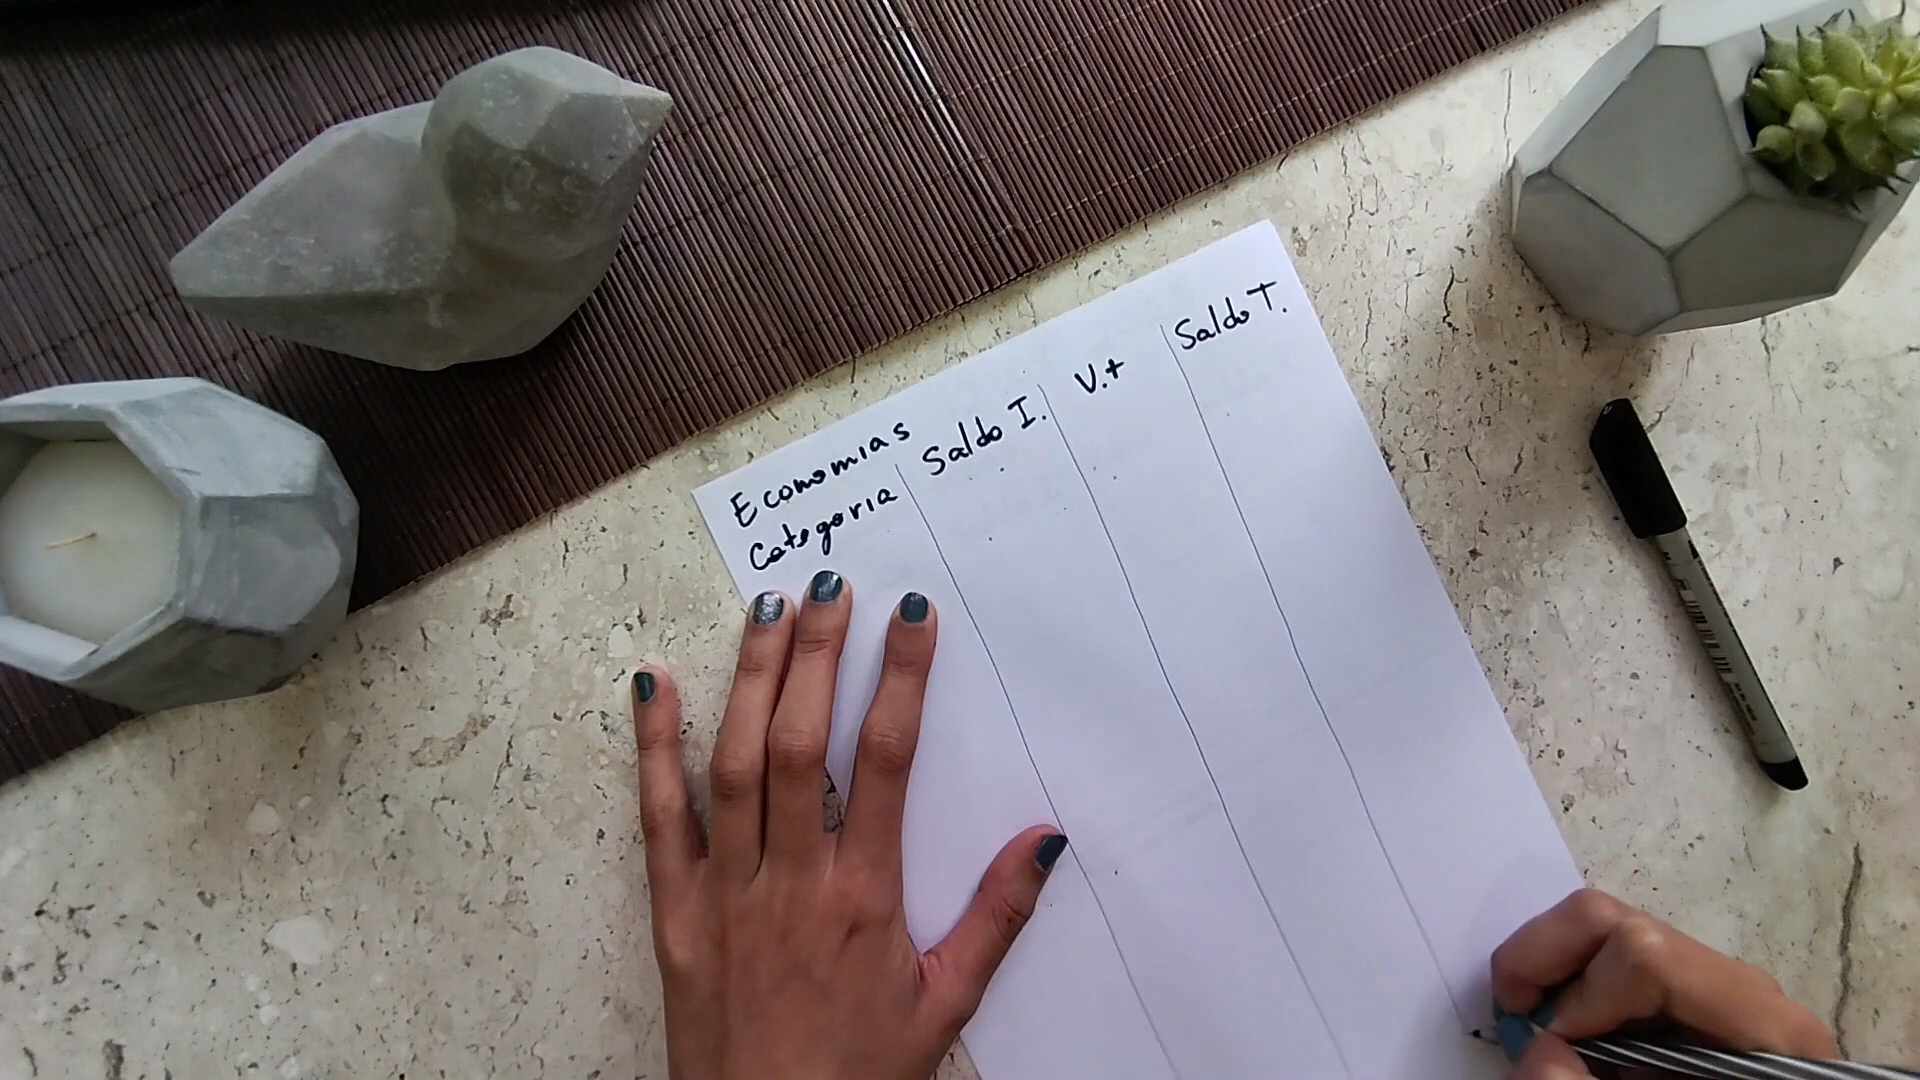 Economias
Categoria
Saldo I.
V.+
Saldo T.